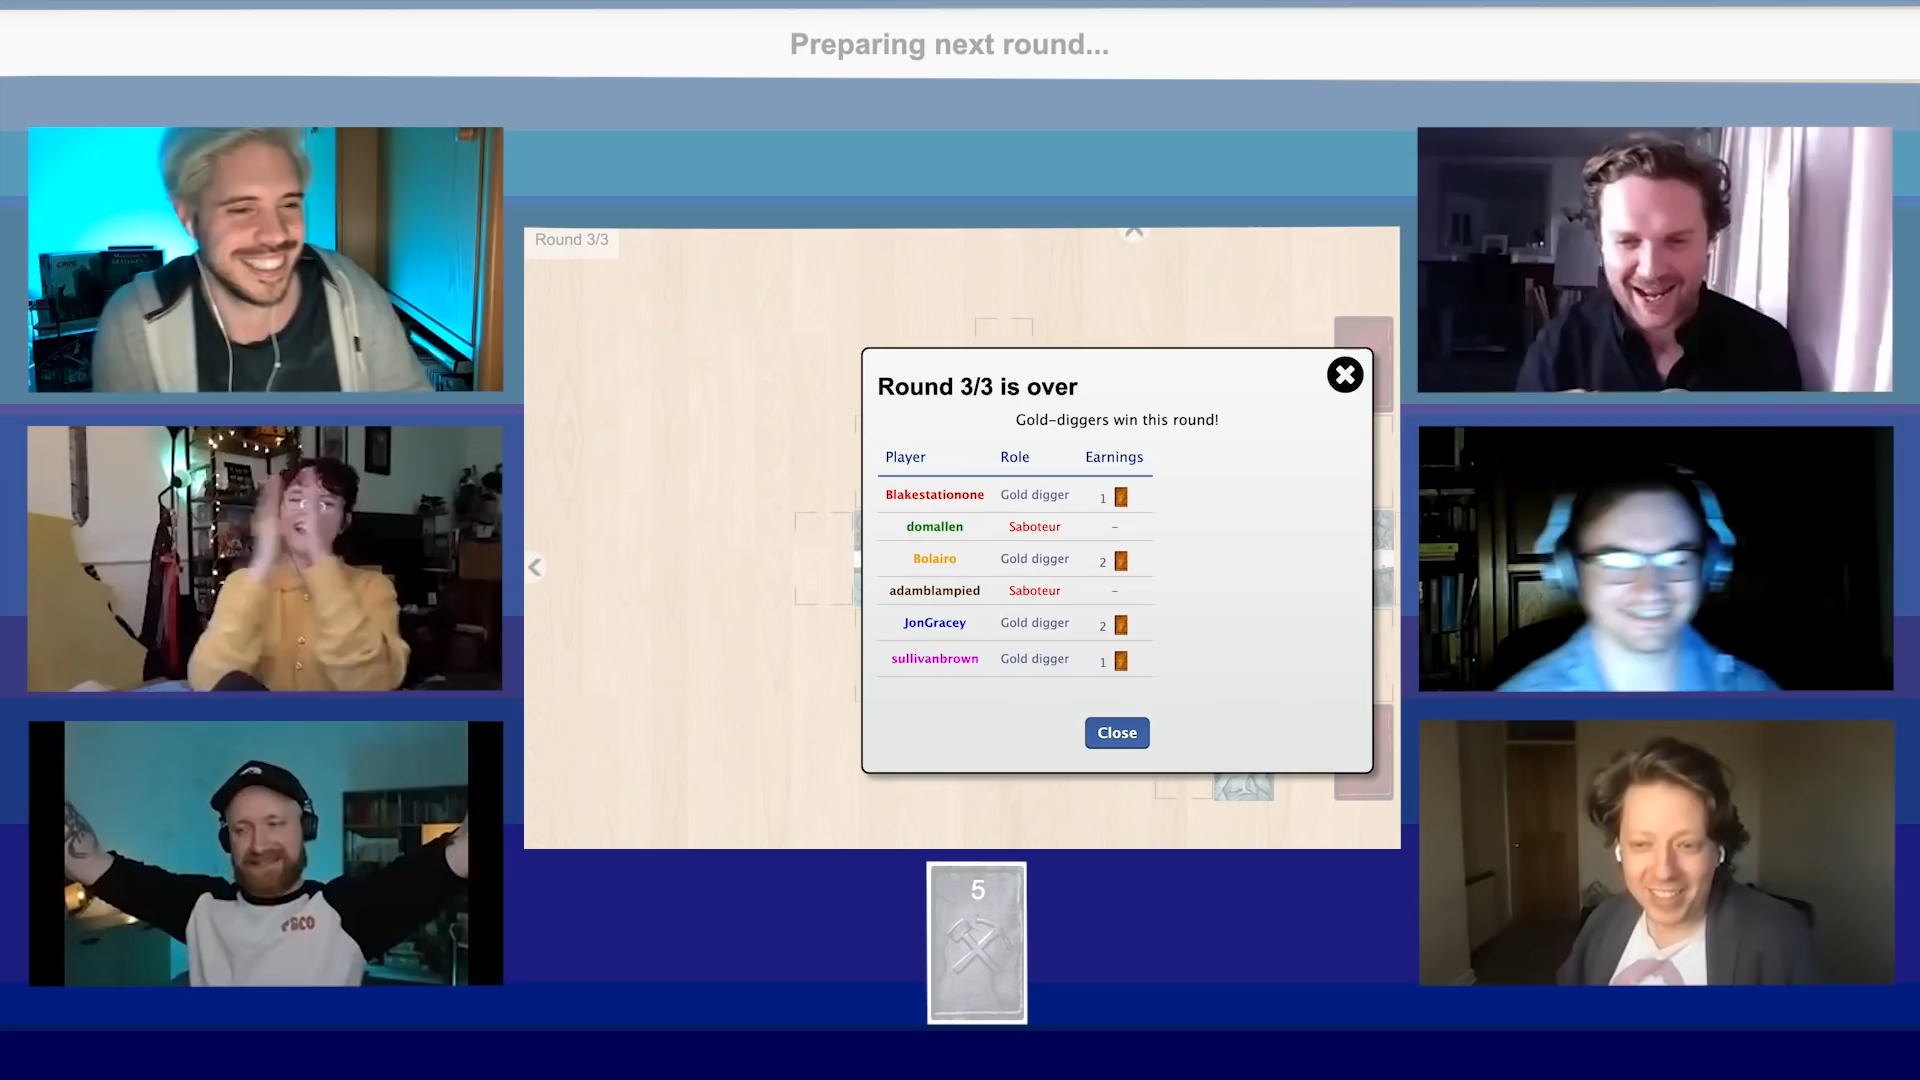 Preparing next round...
Round 3/3
Round 3/3 is over
Gold-diggers win this round!
Player Role Earnings
Blakestationone Gold digger 1
domallen Saboteur –
Bolairo Gold digger 2
adamblampied Saboteur –
JonGracey Gold digger 2
sullivanbrown Gold digger 1
Close
5